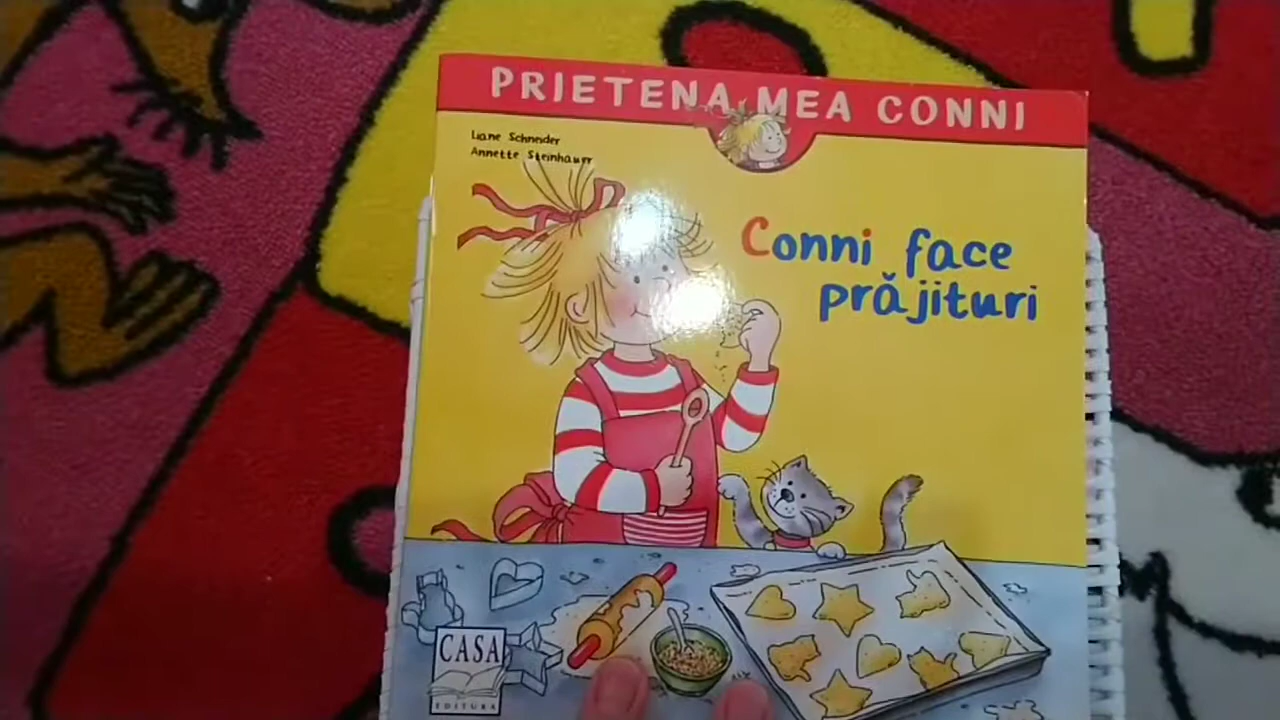 PRIETENA MEA CONNI
Liane Schneider
Annette Steinhauer
Conni face
prăjituri
CASA
EDITURA